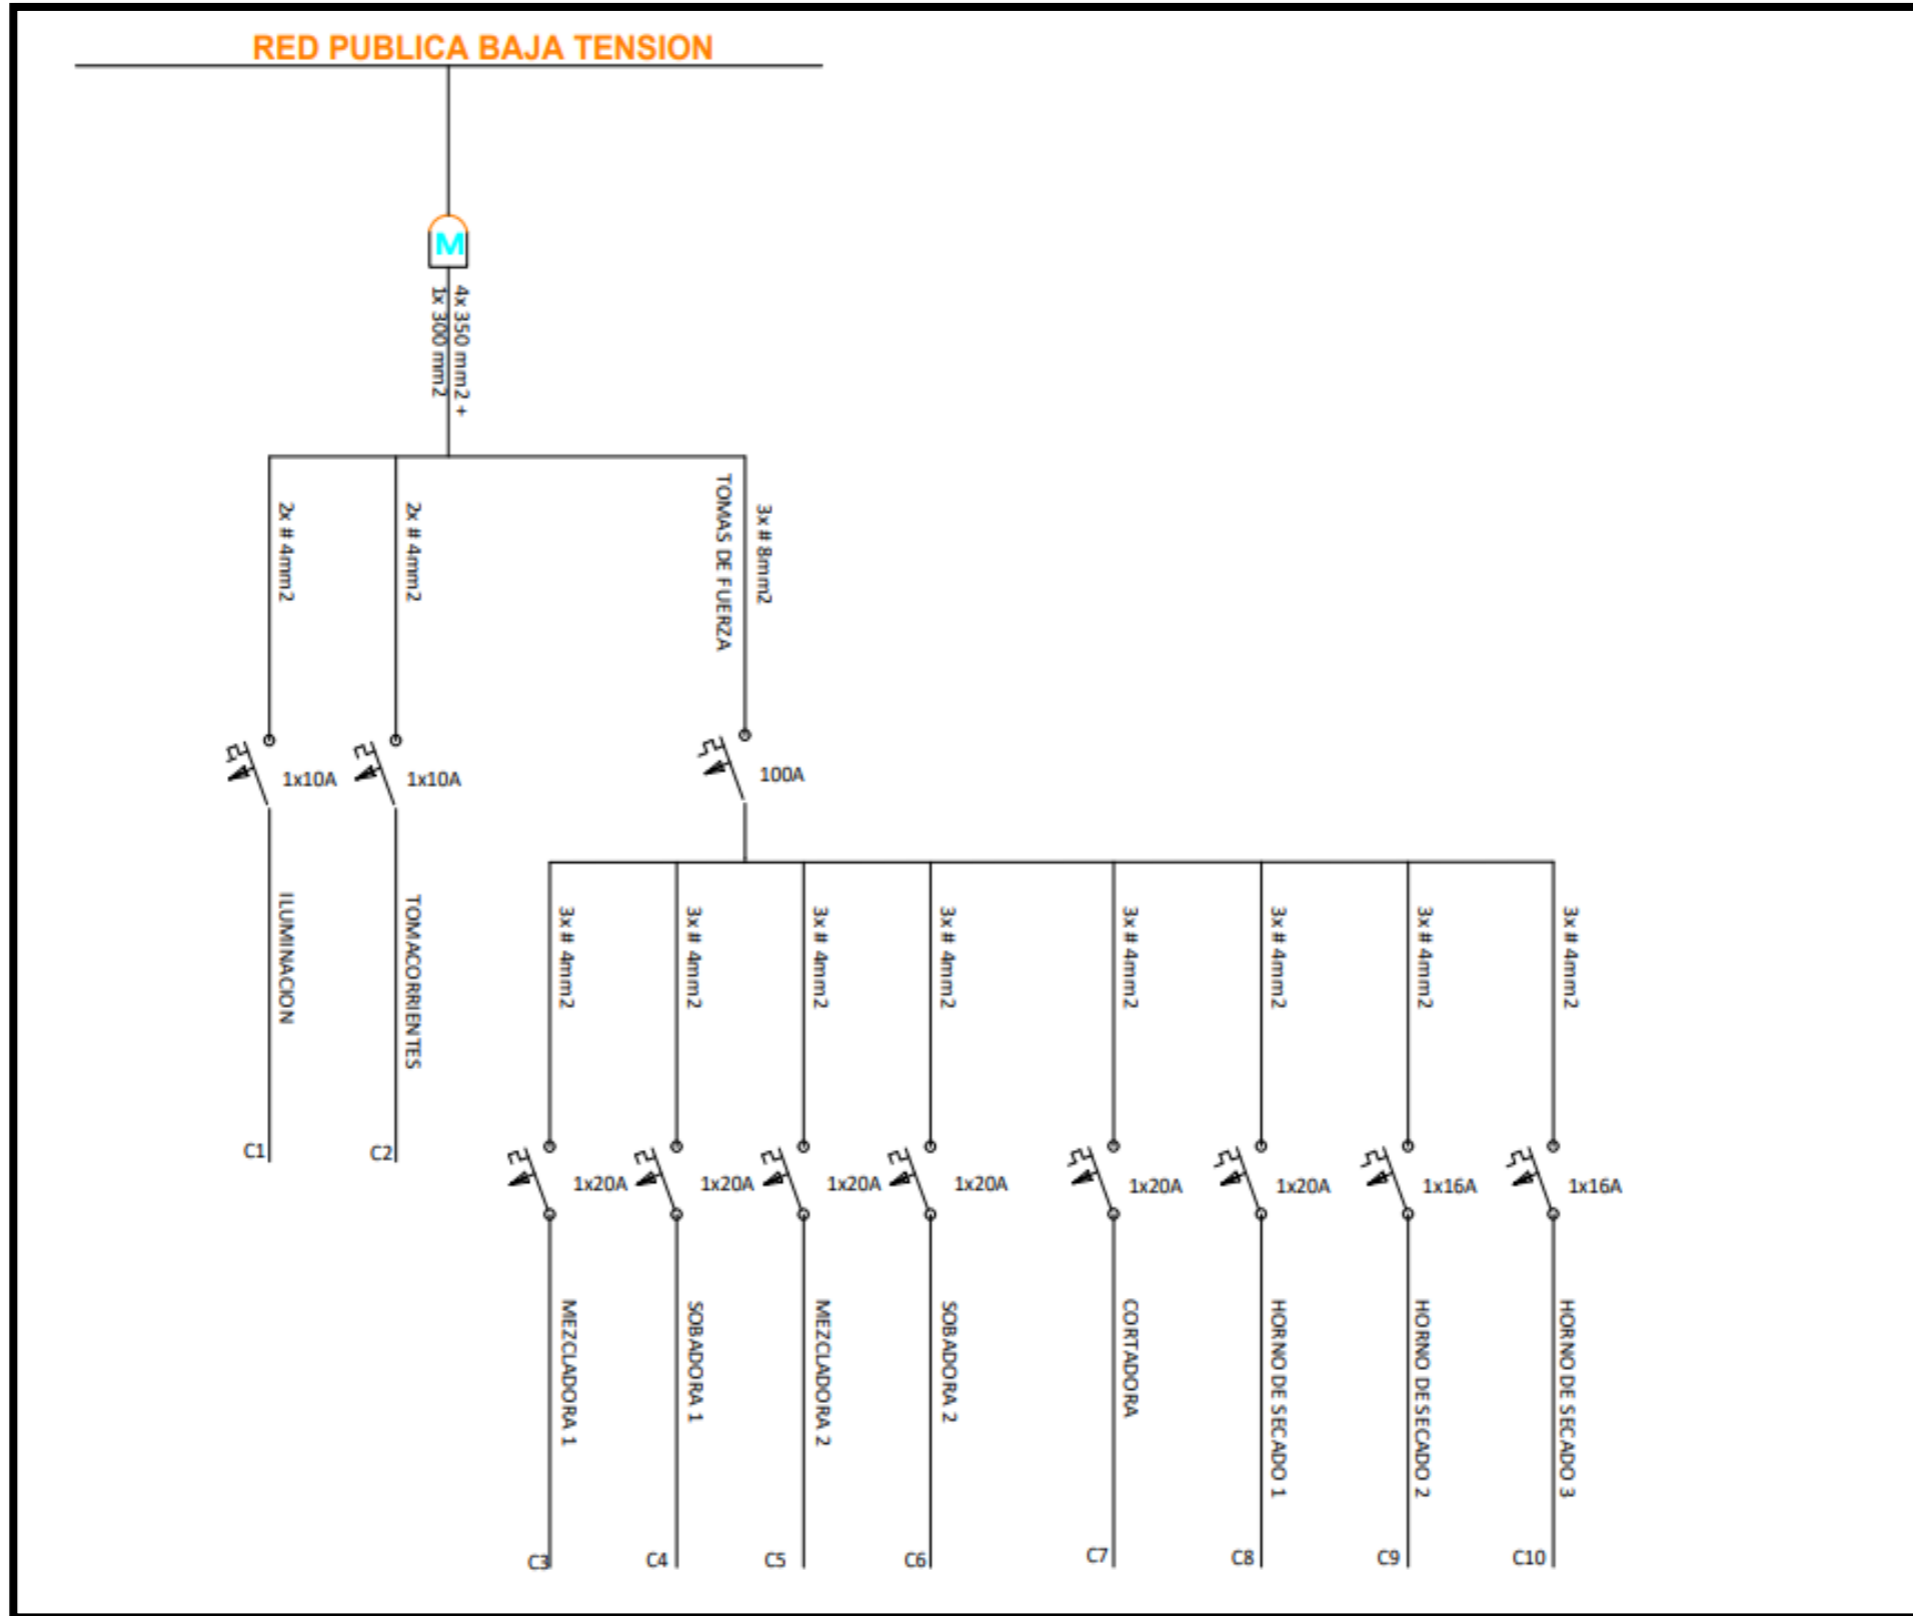 RED PUBLICA BAJA TENSION
M
4x 350 mm2 +
1x 300 mm2
2x # 4mm2
2x # 4mm2
TOMAS DE FUERZA
3x # 8mm2
1x10A
1x10A
100A
ILUMINACION
TOMACORRIENTES
C1
C2
3x # 4mm2
3x # 4mm2
3x # 4mm2
3x # 4mm2
3x # 4mm2
3x # 4mm2
3x # 4mm2
3x # 4mm2
1x20A
1x20A
1x20A
1x20A
1x20A
1x20A
1x16A
1x16A
MEZCLADORA 1
SOBADORA 1
MEZCLADORA 2
SOBADORA 2
CORTADORA
HORNO DE SECADO 1
HORNO DE SECADO 2
HORNO DE SECADO 3
C3
C4
C5
C6
C7
C8
C9
C10